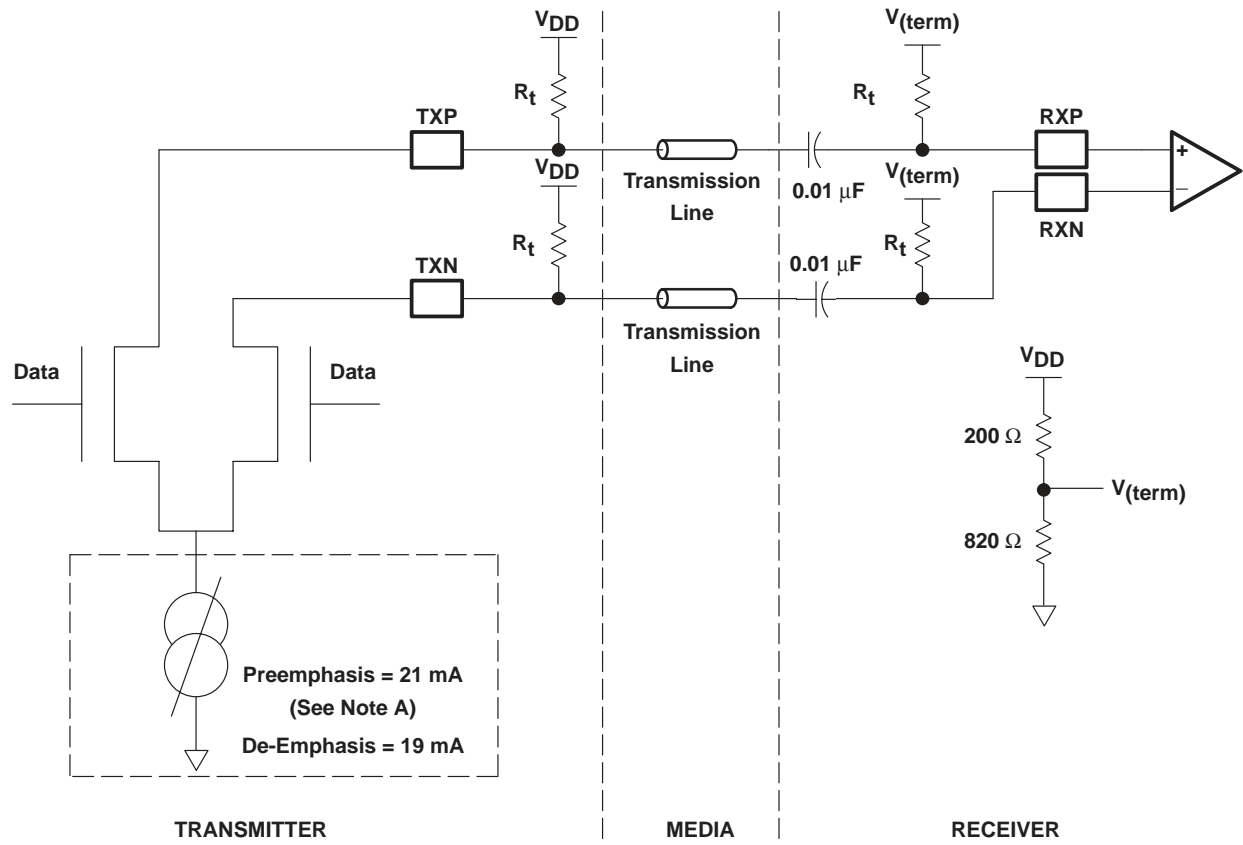 VDD
V(term)
Rt
Rt
TXP
RXP
VDD
V(term)
+
Transmission
Line
0.01 μF
−
RXN
Rt
Rt
TXN
0.01 μF
Transmission
Line
Data
Data
VDD
200 Ω
V(term)
820 Ω
Preemphasis = 21 mA
(See Note A)
De-Emphasis = 19 mA
TRANSMITTER
MEDIA
RECEIVER